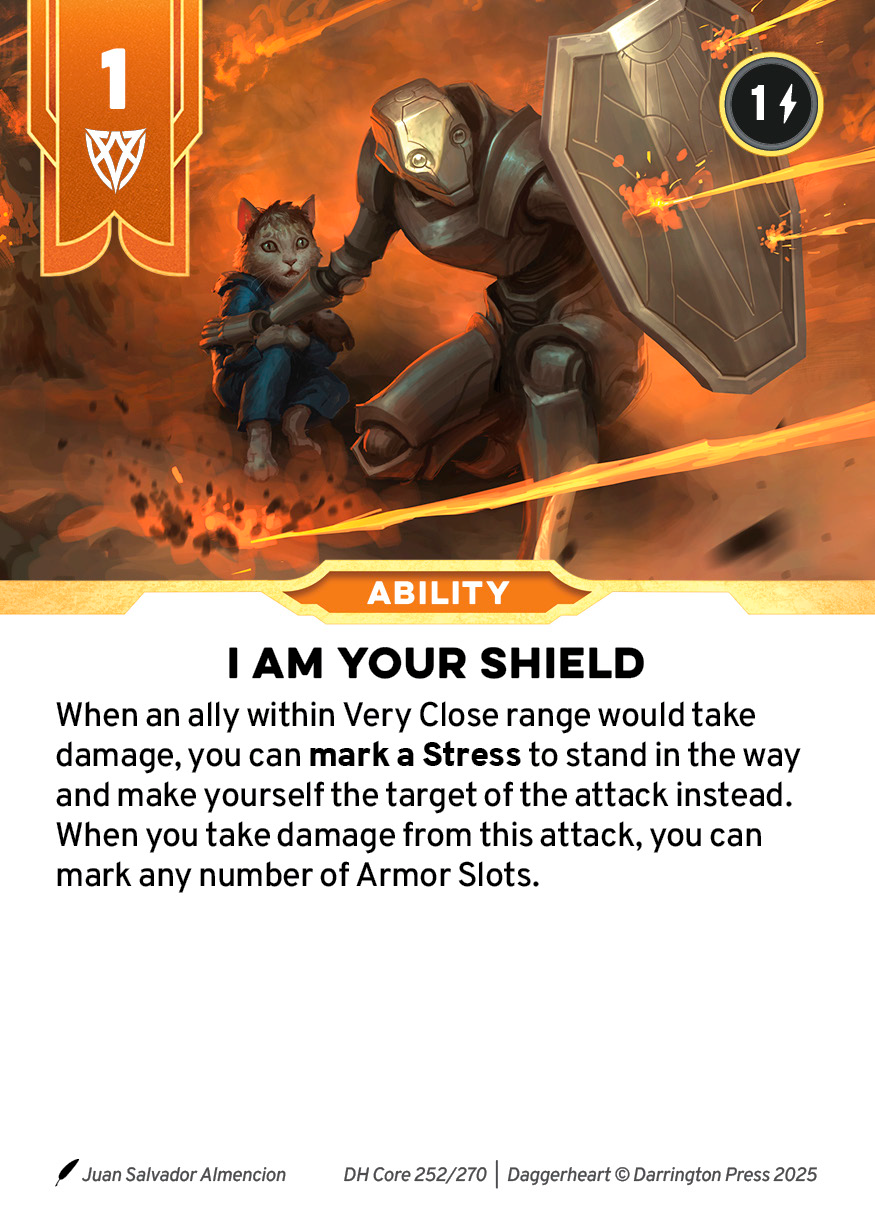 1
1
ABILITY
I AM YOUR SHIELD
When an ally within Very Close range would take
damage, you can mark a Stress to stand in the way
and make yourself the target of the attack instead.
When you take damage from this attack, you can
mark any number of Armor Slots.
Juan Salvador Almencion DH Core 252/270 | Daggerheart © Darrington Press 2025